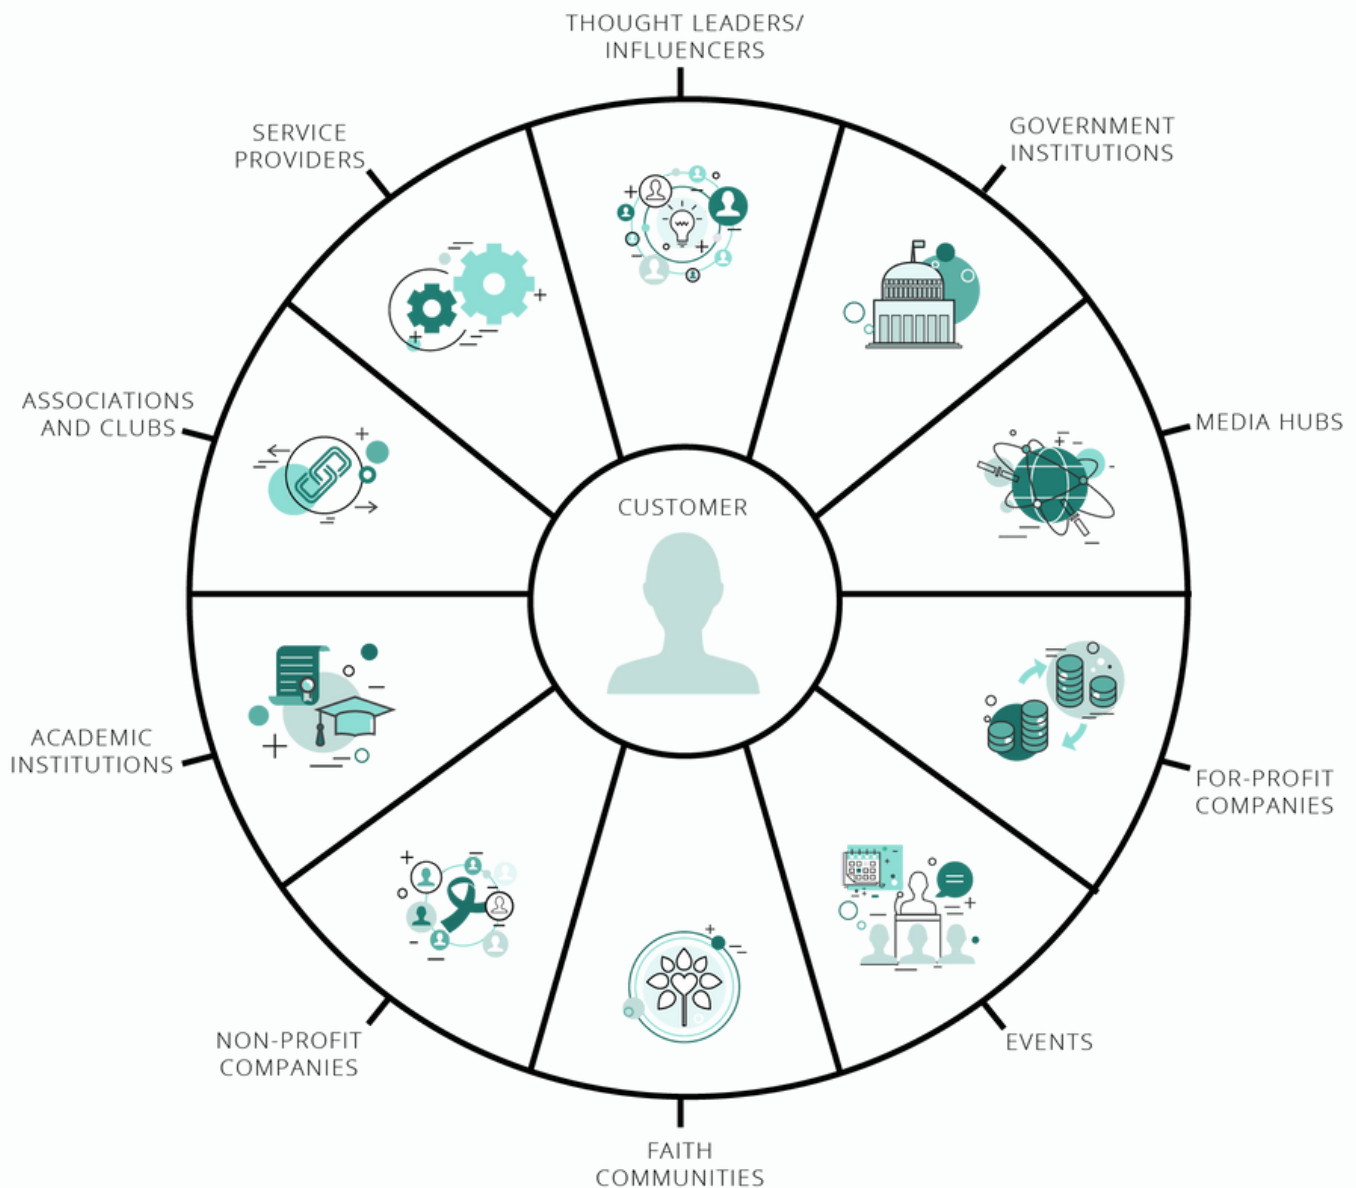 THOUGHT LEADERS/
INFLUENCERS
SERVICE
PROVIDERS
GOVERNMENT
INSTITUTIONS
ASSOCIATIONS
AND CLUBS
MEDIA HUBS
CUSTOMER
ACADEMIC
INSTITUTIONS
FOR-PROFIT
COMPANIES
NON-PROFIT
COMPANIES
EVENTS
FAITH
COMMUNITIES